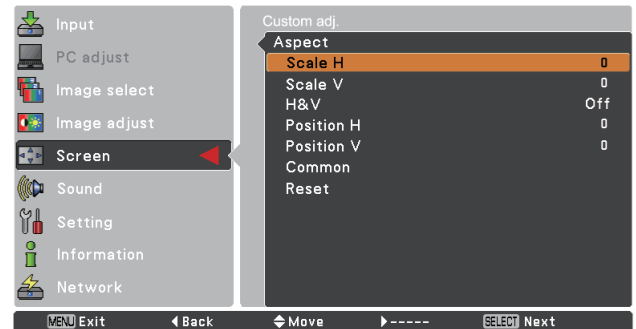 Input
PC adjust
Image select
Image adjust
Screen
Sound
Setting
Information
Network
Custom adj.
Aspect
Scale H 0
Scale V 0
H&V Off
Position H 0
Position V 0
Common
Reset
MENU Exit Back Move ----- SELECT Next